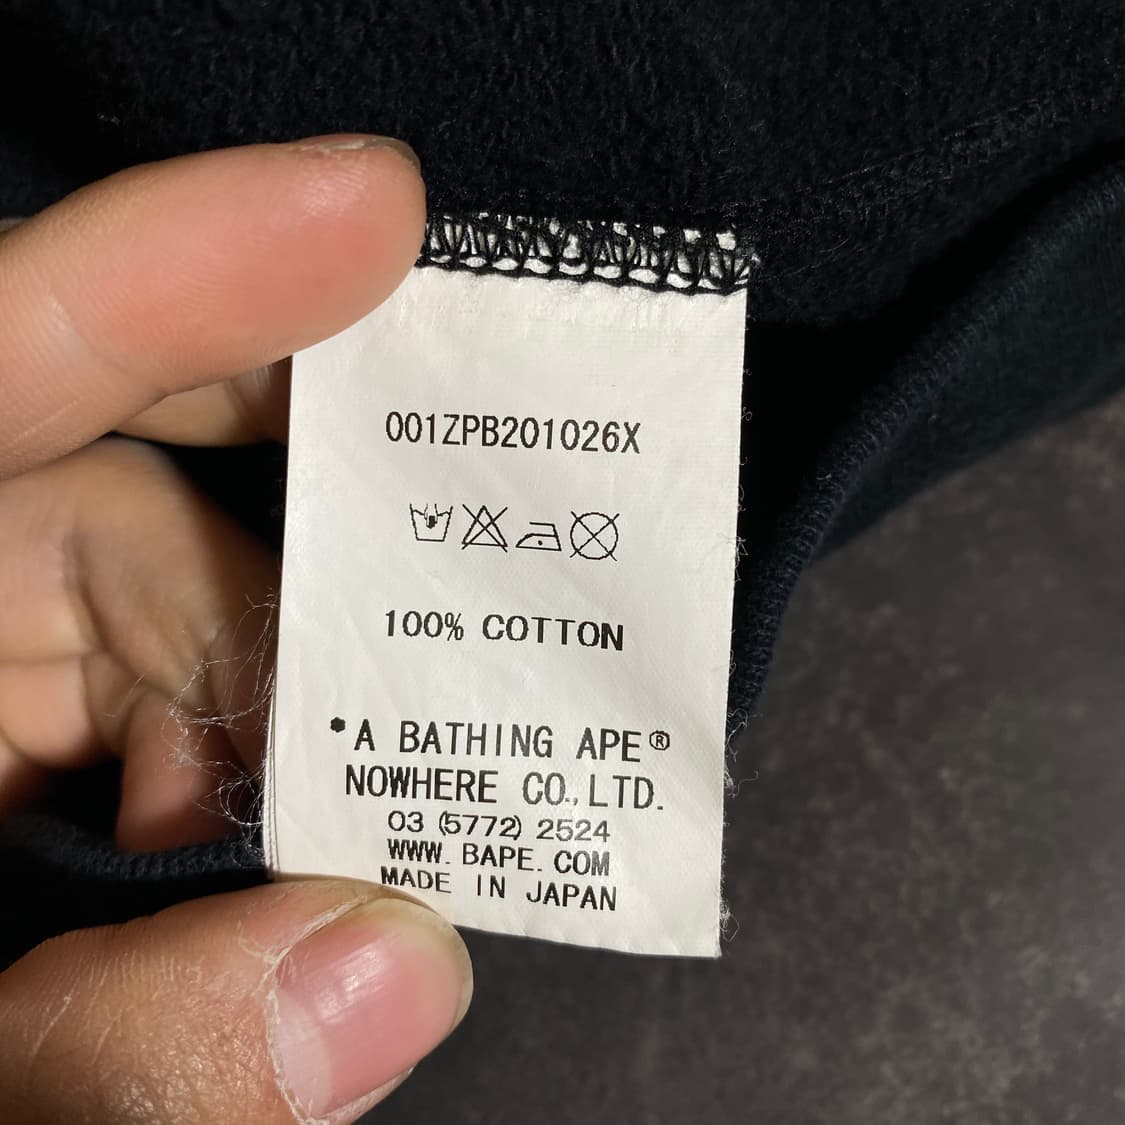 001ZPB201026X
100% COTTON
*A BATHING APE®
NOWHERE CO., LTD.
03 (5772) 2524
WWW. BAPE. COM
MADE IN JAPAN